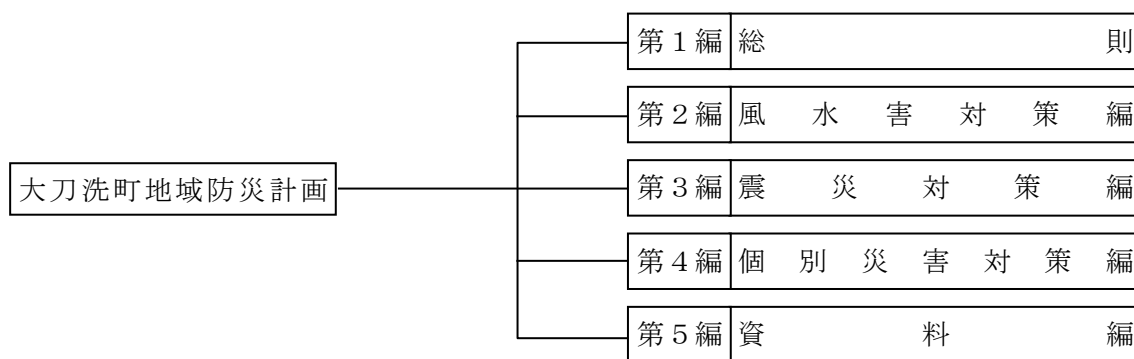 第１編 総則
第２編 風水害対策編
大刀洗町地域防災計画
第３編 震災対策編
第４編 個別災害対策編
第５編 資料編